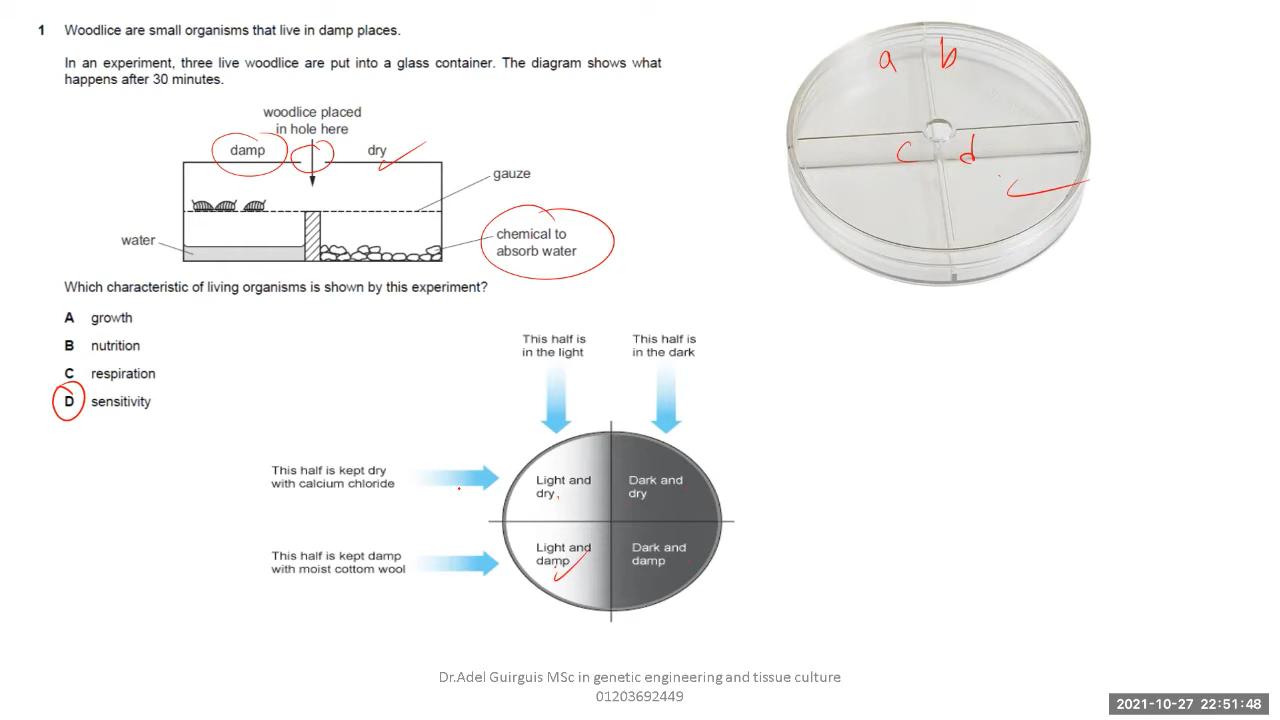 1 Woodlice are small organisms that live in damp places.
In an experiment, three live woodlice are put into a glass container. The diagram shows what
happens after 30 minutes.
woodlice placed
in hole here
damp
dry
gauze
water
chemical to
absorb water
Which characteristic of living organisms is shown by this experiment?
A growth
B nutrition
C respiration
D sensitivity
a b
c d
This half is
in the light
This half is
in the dark
This half is kept dry
with calcium chloride
Light and
dry
Dark and
dry
This half is kept damp
with moist cottom wool
Light and
damp
Dark and
damp
Dr.Adel Guirguis MSc in genetic engineering and tissue culture
01203692449
2021-10-27 22:51:48